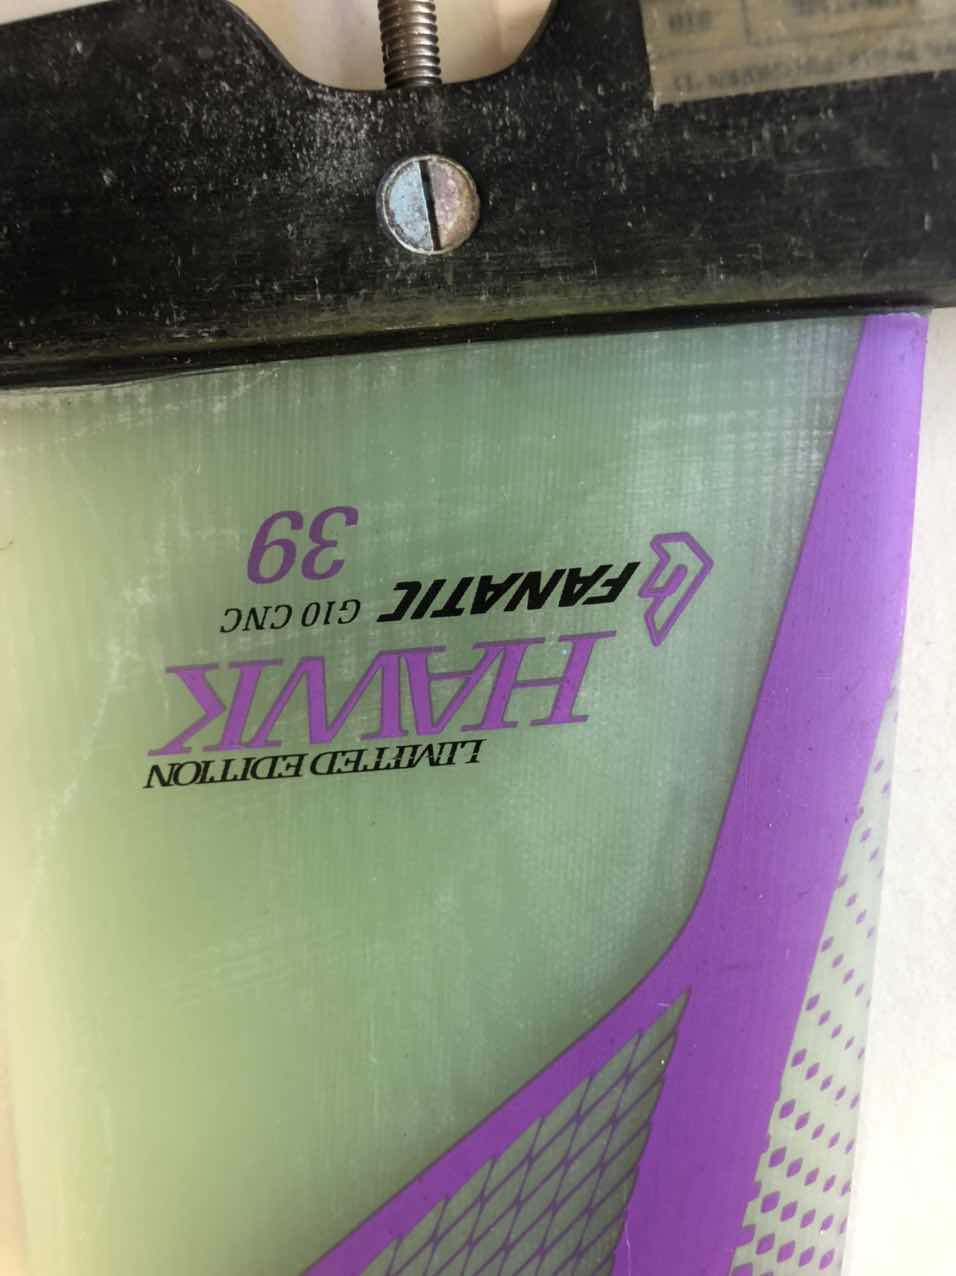 LIMITED EDITION
HAWK
FANATIC G10 CNC
39